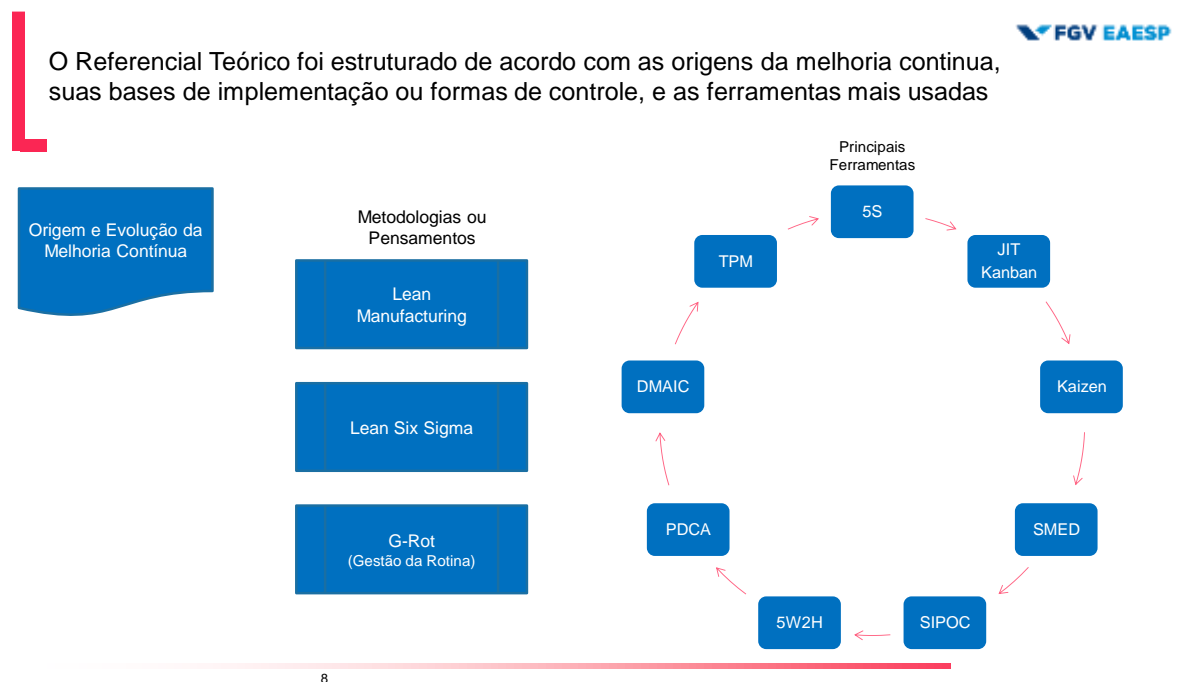 FGV EAESP
O Referencial Teórico foi estruturado de acordo com as origens da melhoria continua,
suas bases de implementação ou formas de controle, e as ferramentas mais usadas
Origem e Evolução da
Melhoria Contínua
Metodologias ou
Pensamentos
Lean
Manufacturing
Lean Six Sigma
G-Rot
(Gestão da Rotina)
Principais
Ferramentas
5S
JIT
Kanban
Kaizen
SMED
SIPOC
5W2H
PDCA
DMAIC
TPM
8